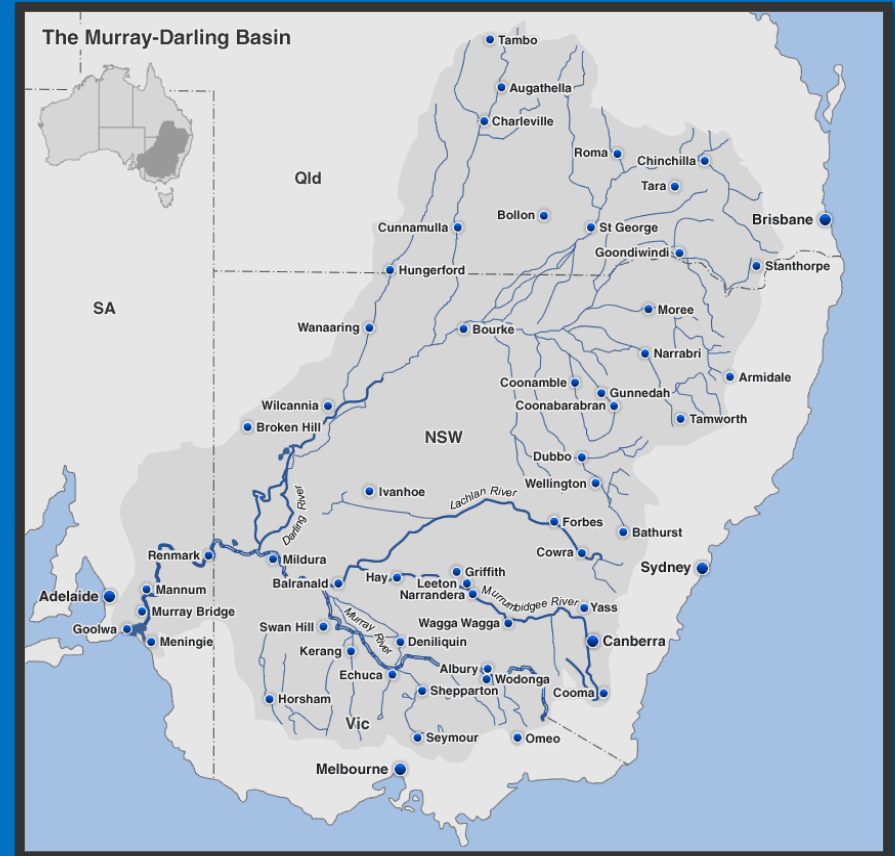 The Murray-Darling Basin
Tambo
Augathella
Charleville
Roma
Chinchilla
Qld
Tara
Bollon
Brisbane
Cunnamulla
St George
Goondiwindi
Stanthorpe
Hungerford
SA
Moree
Wanaaring
Bourke
Narrabri
Armidale
Coonamble
Gunnedah
Wilcannia
Coonabarabran
Tamworth
Broken Hill
NSW
Dubbo
Wellington
Ivanhoe
Lachlan River
Darling River
Forbes
Bathurst
Renmark
Mildura
Cowra
Sydney
Griffith
Hay
Balranald
Leeton
Mannum
Adelaide
Narrandera
Murrumbidgee River
Yass
Murray Bridge
Wagga Wagga
Goolwa
Swan Hill
Murray River
Meningie
Deniliquin
Canberra
Kerang
Albury
Echuca
Wodonga
Shepparton
Cooma
Horsham
Vic
Seymour
Omeo
Melbourne